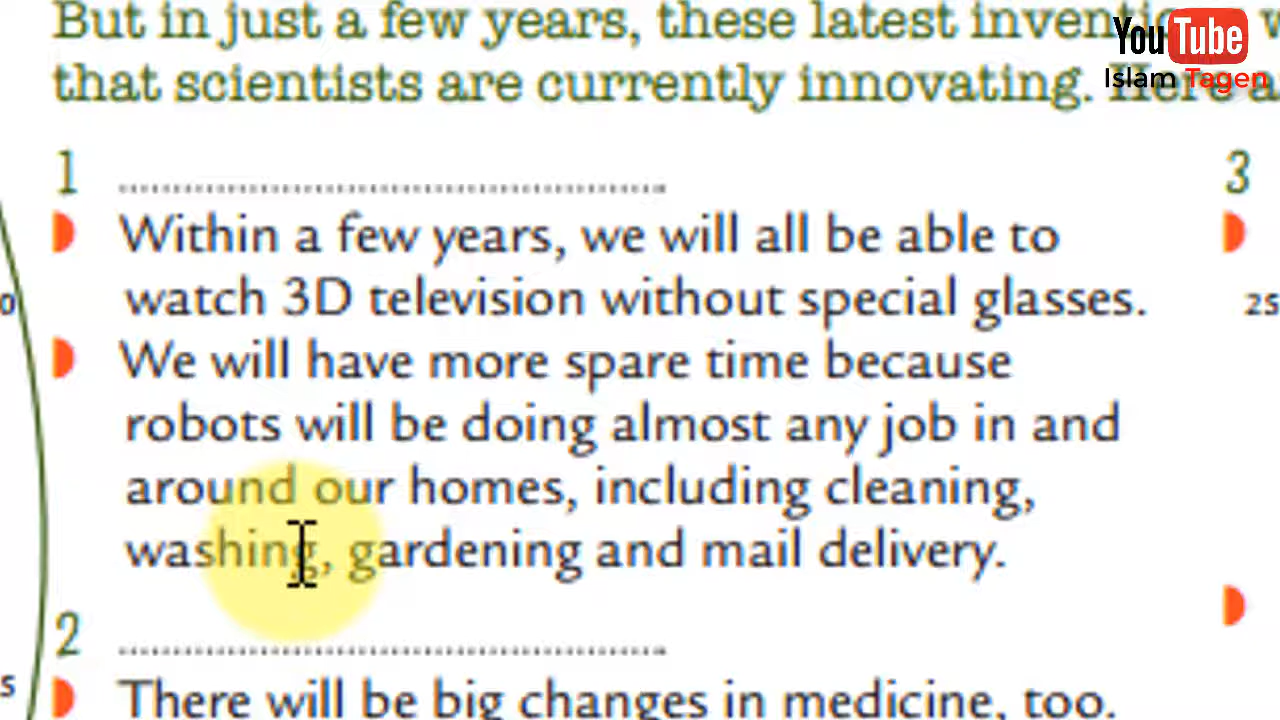 But in just a few years, these latest
that scientists are currently innovating.
YouTube
Islam Tagen
1 ............................................................
Within a few years, we will all be able to
watch 3D television without special glasses.
We will have more spare time because
robots will be doing almost any job in and
around our homes, including cleaning,
washing, gardening and mail delivery.
2 ............................................................
There will be big changes in medicine, too.
3
25